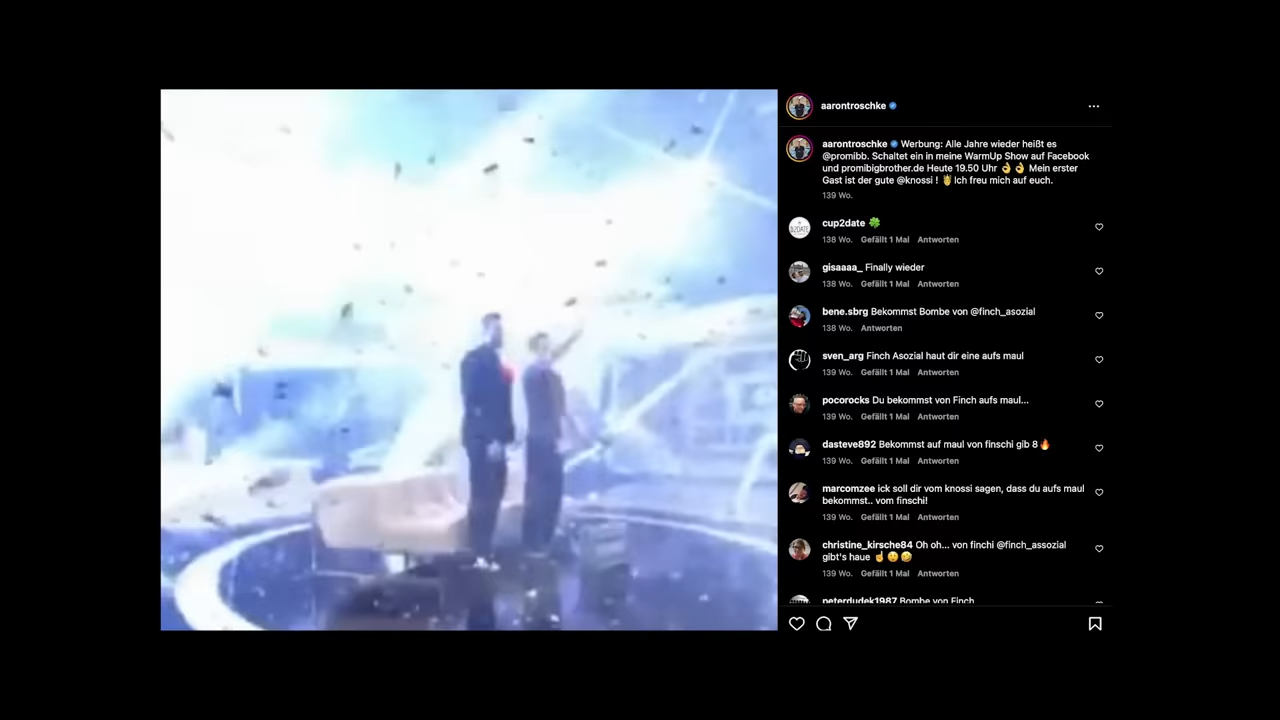 aarontroschke
aarontroschke Werbung: Alle Jahre wieder heißt es
@promibb. Schaltet ein in meine WarmUp Show auf Facebook
und promibigbrother.de Heute 19.50 Uhr 👌👌 Mein erster
Gast ist der gute @knossi ! 🤴 Ich freu mich auf euch.
139 Wo.
cup2date 🍀
138 Wo. Gefällt 1 Mal Antworten
gisaaaa_ Finally wieder
138 Wo. Gefällt 1 Mal Antworten
bene.sbrg Bekommst Bombe von @finch_asozial
138 Wo. Antworten
sven_arg Finch Asozial haut dir eine aufs maul
139 Wo. Gefällt 1 Mal Antworten
pocorocks Du bekommst von Finch aufs maul...
139 Wo. Gefällt 1 Mal Antworten
dasteve892 Bekommst auf maul von finschi gib 8🔥
139 Wo. Gefällt 1 Mal Antworten
marcomzee ick soll dir vom knossi sagen, dass du aufs maul
bekommst.. vom finschi!
139 Wo. Gefällt 1 Mal Antworten
christine_kirsche84 Oh oh... von finchi @finch_assozial
gibt's haue ☝️😲🤣
139 Wo. Gefällt 1 Mal Antworten
peterdudek1987 Bombe von Finch